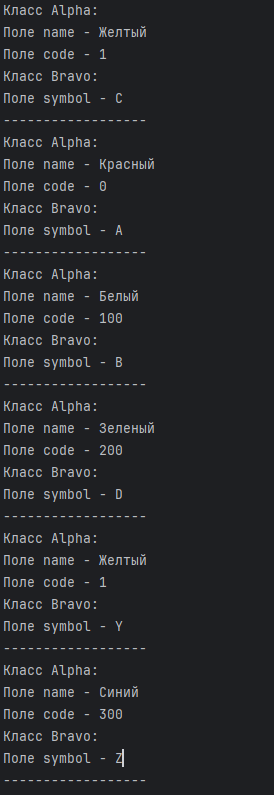 Класс Alpha:
Поле name - Желтый
Поле code - 1
Класс Bravo:
Поле symbol - C
------------------
Класс Alpha:
Поле name - Красный
Поле code - 0
Класс Bravo:
Поле symbol - A
------------------
Класс Alpha:
Поле name - Белый
Поле code - 100
Класс Bravo:
Поле symbol - B
------------------
Класс Alpha:
Поле name - Зеленый
Поле code - 200
Класс Bravo:
Поле symbol - D
------------------
Класс Alpha:
Поле name - Желтый
Поле code - 1
Класс Bravo:
Поле symbol - Y
------------------
Класс Alpha:
Поле name - Синий
Поле code - 300
Класс Bravo:
Поле symbol - Z
------------------